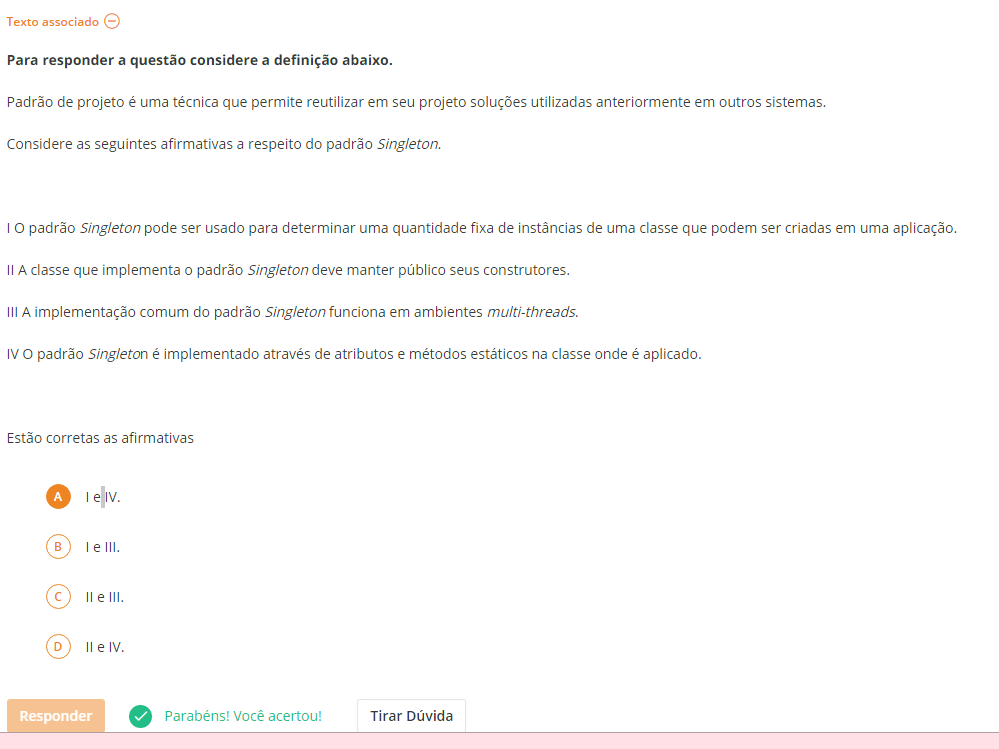 Texto associado
Para responder a questão considere a definição abaixo.
Padrão de projeto é uma técnica que permite reutilizar em seu projeto soluções utilizadas anteriormente em outros sistemas.
Considere as seguintes afirmativas a respeito do padrão Singleton.
I O padrão Singleton pode ser usado para determinar uma quantidade fixa de instâncias de uma classe que podem ser criadas em uma aplicação.
II A classe que implementa o padrão Singleton deve manter público seus construtores.
III A implementação comum do padrão Singleton funciona em ambientes multi-threads.
IV O padrão Singleton é implementado através de atributos e métodos estáticos na classe onde é aplicado.
Estão corretas as afirmativas
A I e IV.
B I e III.
C II e III.
D II e IV.
Responder Parabéns! Você acertou! Tirar Dúvida